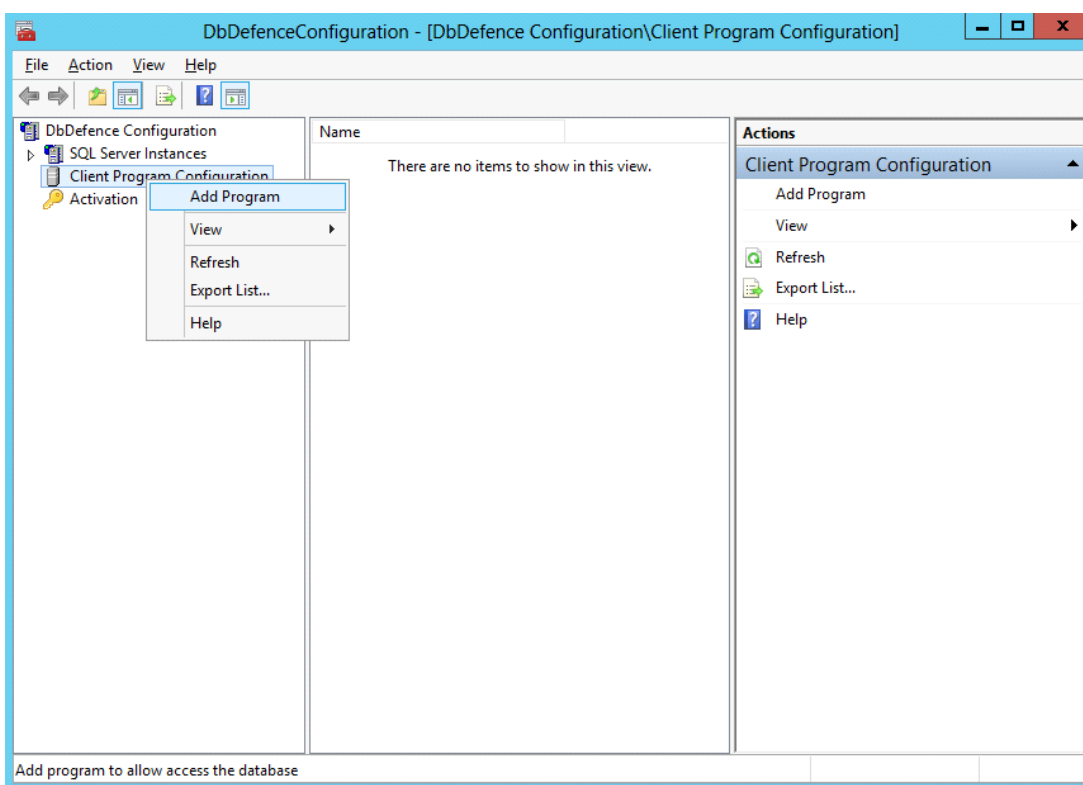 DbDefenceConfiguration - [DbDefence Configuration\Client Program Configuration]
File Action View Help
DbDefence Configuration
SQL Server Instances
Client Program Configuration
Activation
Add Program
View
Refresh
Export List...
Help
Name
There are no items to show in this view.
Actions
Client Program Configuration
Add Program
View
Refresh
Export List...
Help
Add program to allow access the database